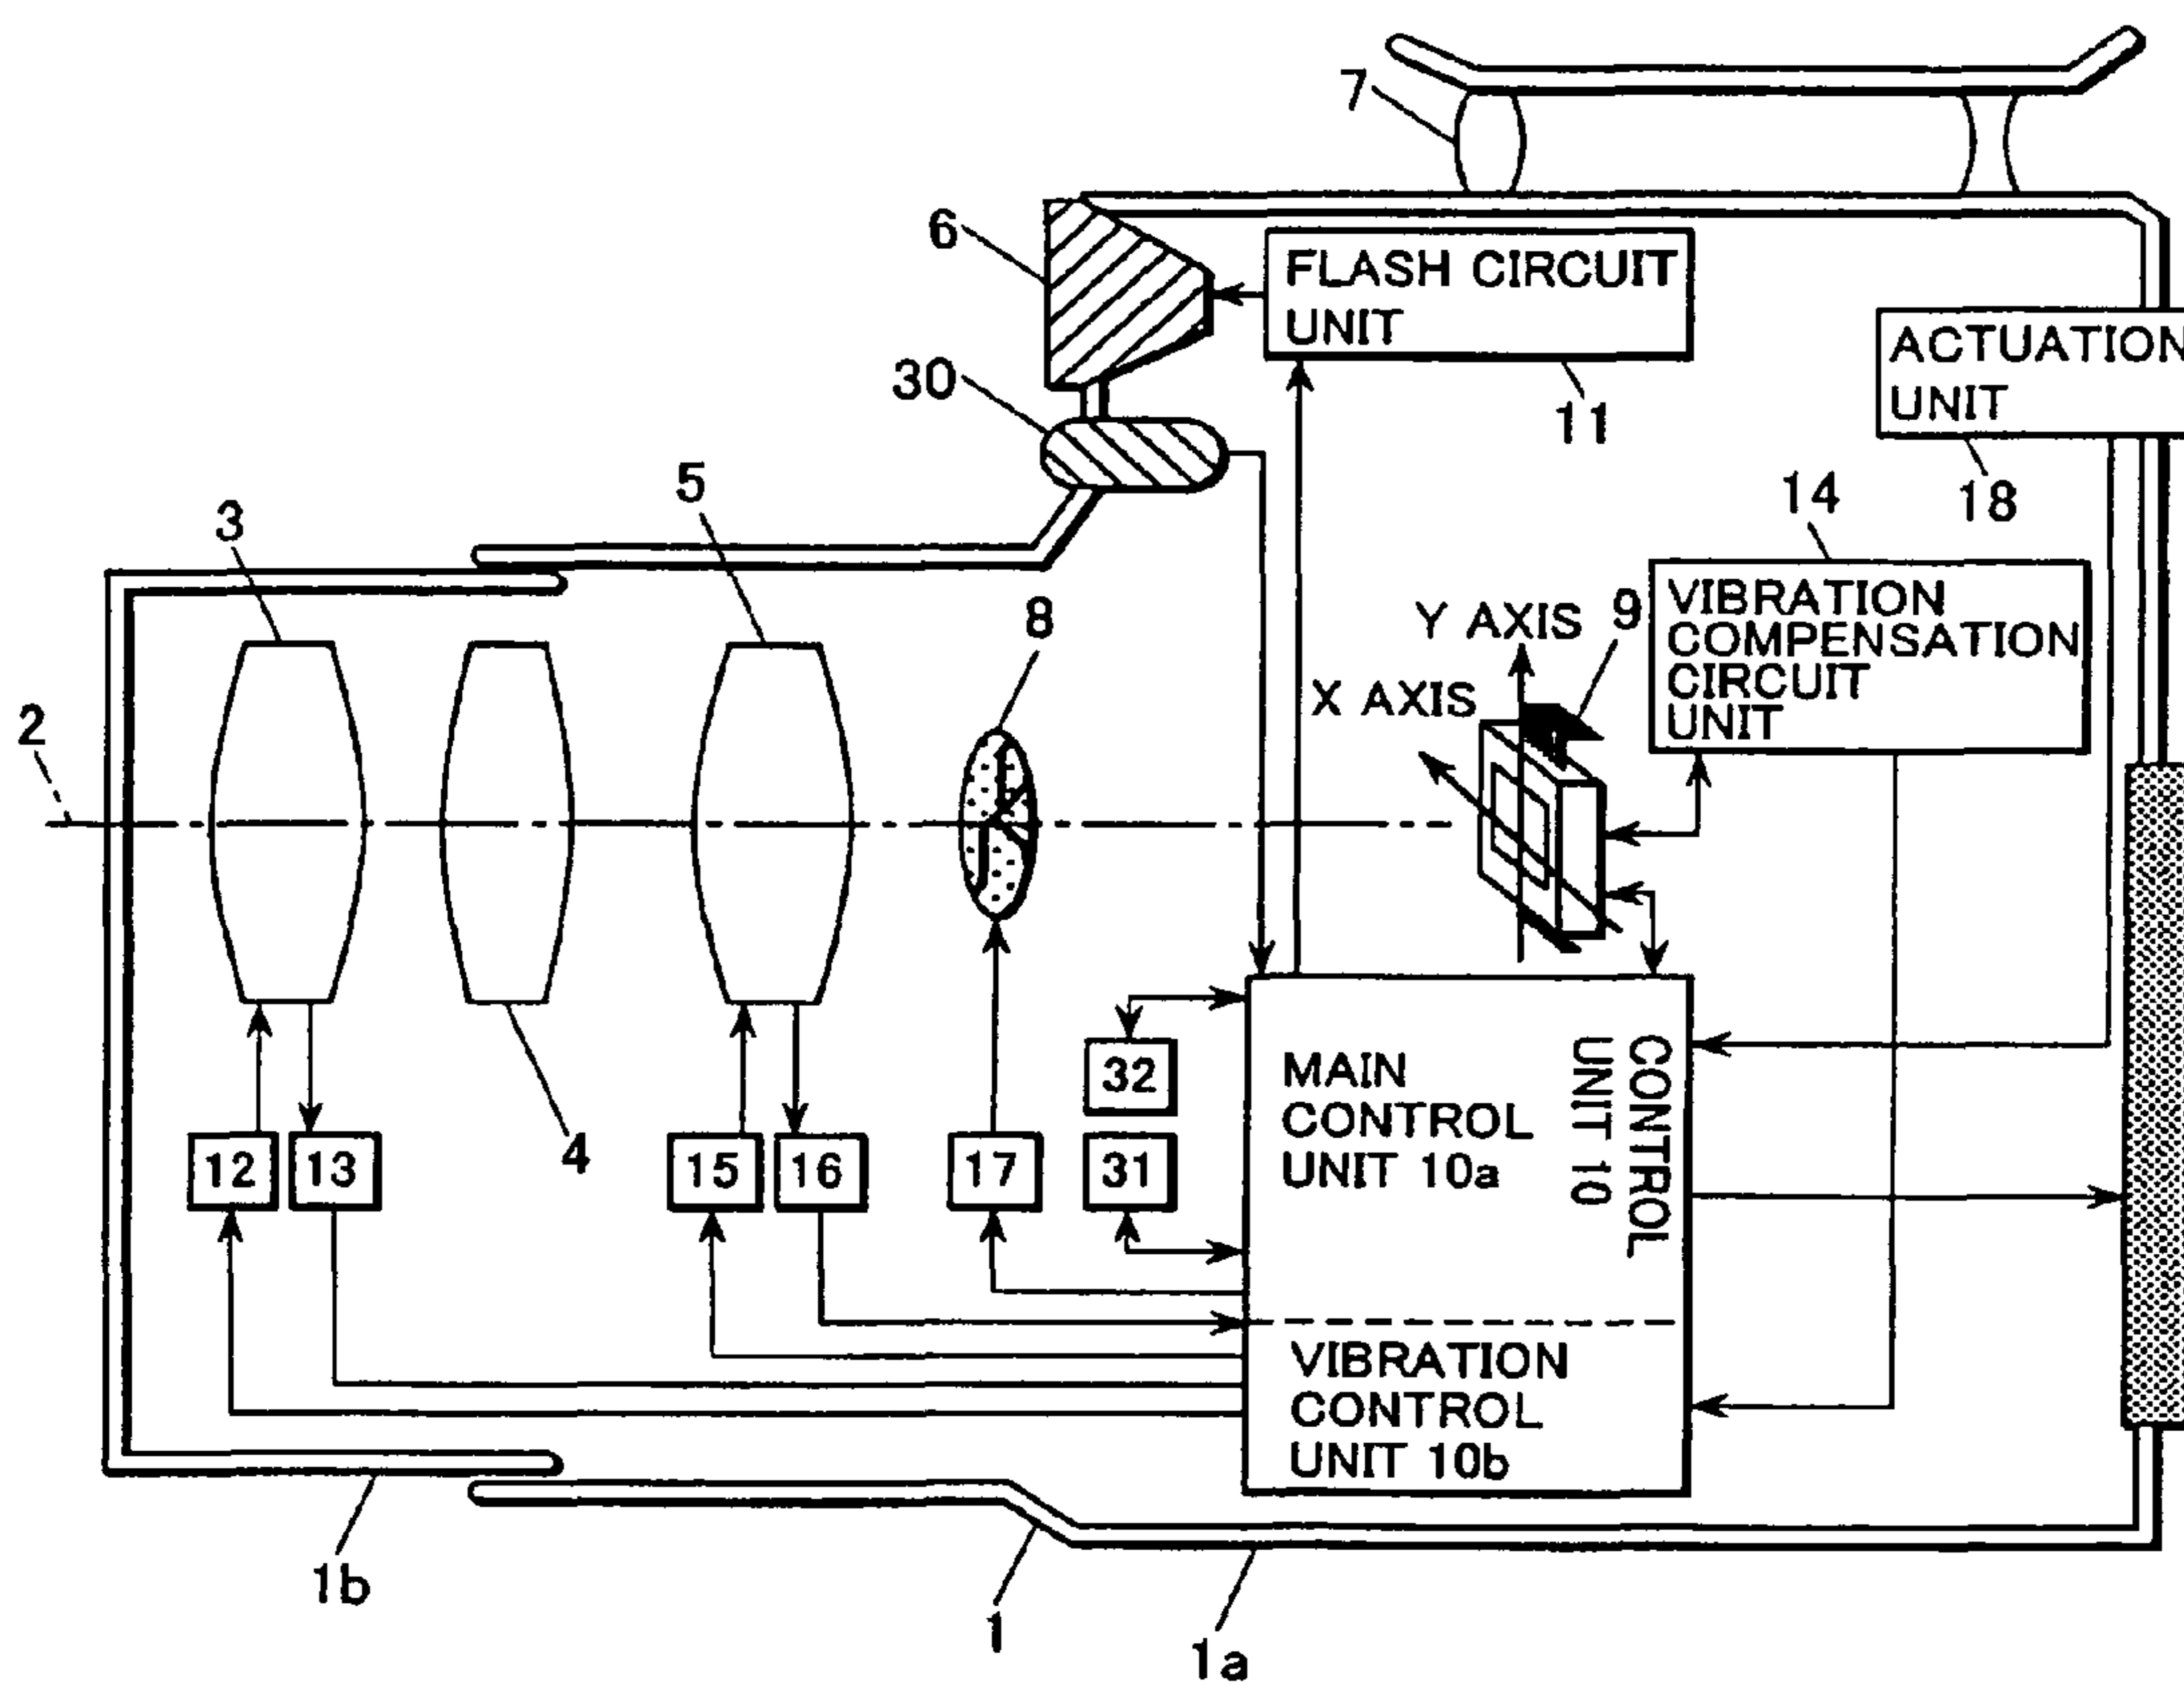 7
6
FLASH CIRCUIT
UNIT
11
ACTUATION
UNIT
18
30
3
5
14
8
Y AXIS
9
X AXIS
VIBRATION
COMPENSATION
CIRCUIT
UNIT
2
32
MAIN
CONTROL
UNIT 10a
CONTROL
UNIT 10
4
12
13
15
16
17
31
VIBRATION
CONTROL
UNIT 10b
1b
1
1a